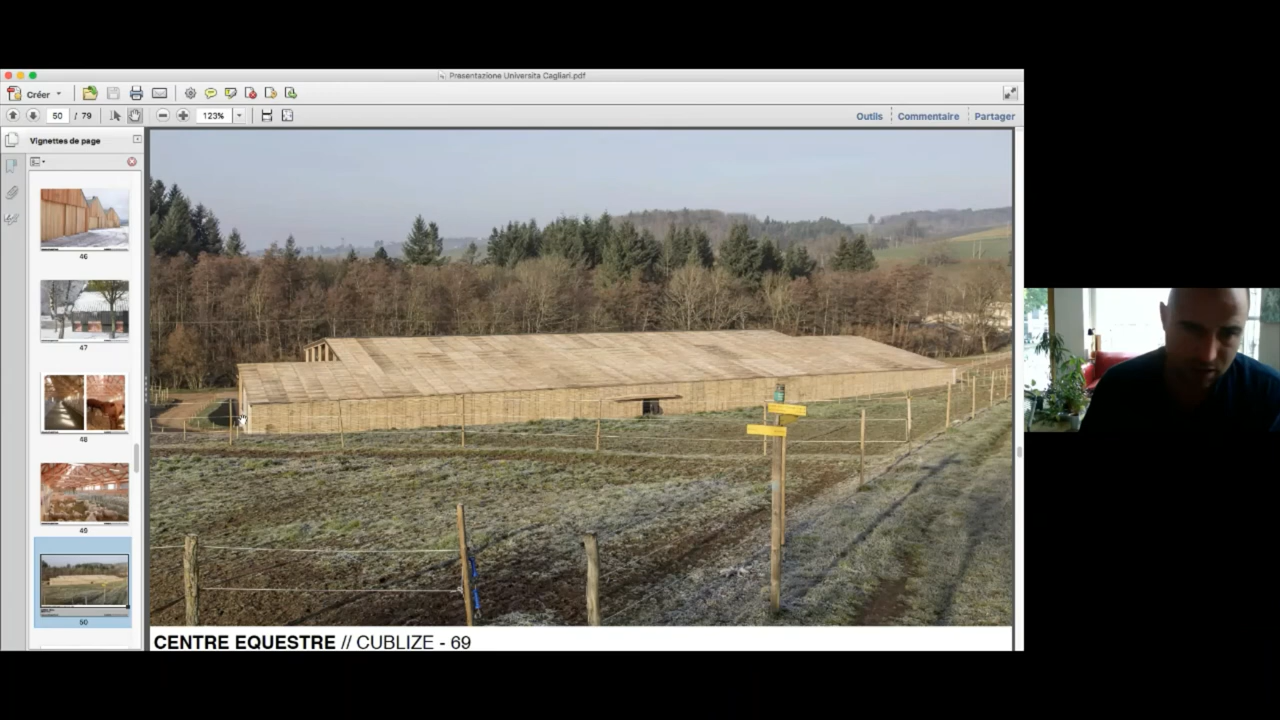 Presentazione Universita Cagliari.pdf
Créer
50 / 79
123%
Outils
Commentaire
Partager
Vignettes de page
46
47
48
49
50
CENTRE EQUESTRE // CUBLIZE - 69